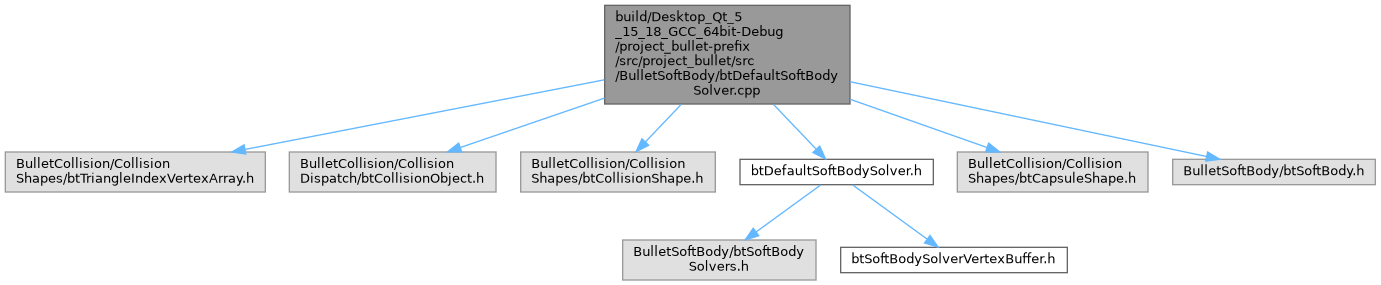 build/Desktop_Qt_5
_15_18_GCC_64bit-Debug
/project_bullet-prefix
/src/project_bullet/src
/BulletSoftBody/btDefaultSoftBody
Solver.cpp
BulletCollision/Collision
Shapes/btTriangleIndexVertexArray.h
BulletCollision/Collision
Dispatch/btCollisionObject.h
BulletCollision/Collision
Shapes/btCollisionShape.h
btDefaultSoftBodySolver.h
BulletCollision/Collision
Shapes/btCapsuleShape.h
BulletSoftBody/btSoftBody.h
BulletSoftBody/btSoftBody
Solvers.h
btSoftBodySolverVertexBuffer.h